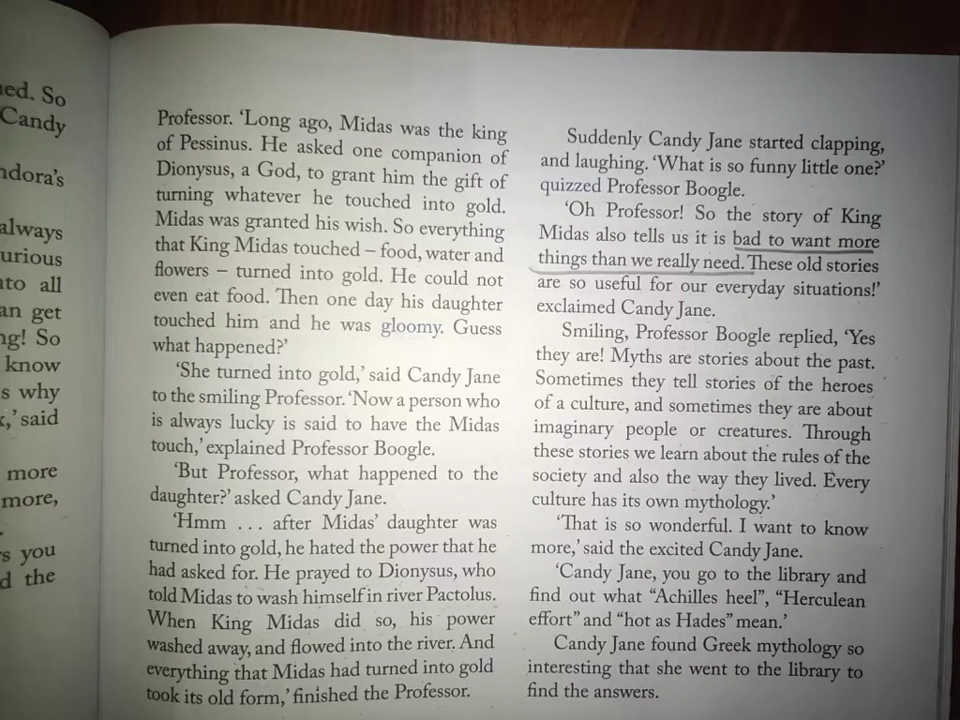 ned. So
Candy
ndora's
always
urious
nto all
an get
ng! So
know
s why
x,' said
more
more,
.
rs you
d the
Professor. 'Long ago, Midas was the king
of Pessinus. He asked one companion of
Dionysus, a God, to grant him the gift of
turning whatever he touched into gold.
Midas was granted his wish. So everything
that King Midas touched – food, water and
flowers – turned into gold. He could not
even eat food. Then one day his daughter
touched him and he was gloomy. Guess
what happened?'
'She turned into gold,' said Candy Jane
to the smiling Professor. 'Now a person who
is always lucky is said to have the Midas
touch,' explained Professor Boogle.
'But Professor, what happened to the
daughter?' asked Candy Jane.
'Hmm . . . after Midas' daughter was
turned into gold, he hated the power that he
had asked for. He prayed to Dionysus, who
told Midas to wash himself in river Pactolus.
When King Midas did so, his power
washed away, and flowed into the river. And
everything that Midas had turned into gold
took its old form,' finished the Professor.
Suddenly Candy Jane started clapping,
and laughing. 'What is so funny little one?'
quizzed Professor Boogle.
'Oh Professor! So the story of King
Midas also tells us it is bad to want more
things than we really need. These old stories
are so useful for our everyday situations!'
exclaimed Candy Jane.
Smiling, Professor Boogle replied, 'Yes
they are! Myths are stories about the past.
Sometimes they tell stories of the heroes
of a culture, and sometimes they are about
imaginary people or creatures. Through
these stories we learn about the rules of the
society and also the way they lived. Every
culture has its own mythology.'
'That is so wonderful. I want to know
more,' said the excited Candy Jane.
'Candy Jane, you go to the library and
find out what "Achilles heel", "Herculean
effort" and "hot as Hades" mean.'
Candy Jane found Greek mythology so
interesting that she went to the library to
find the answers.